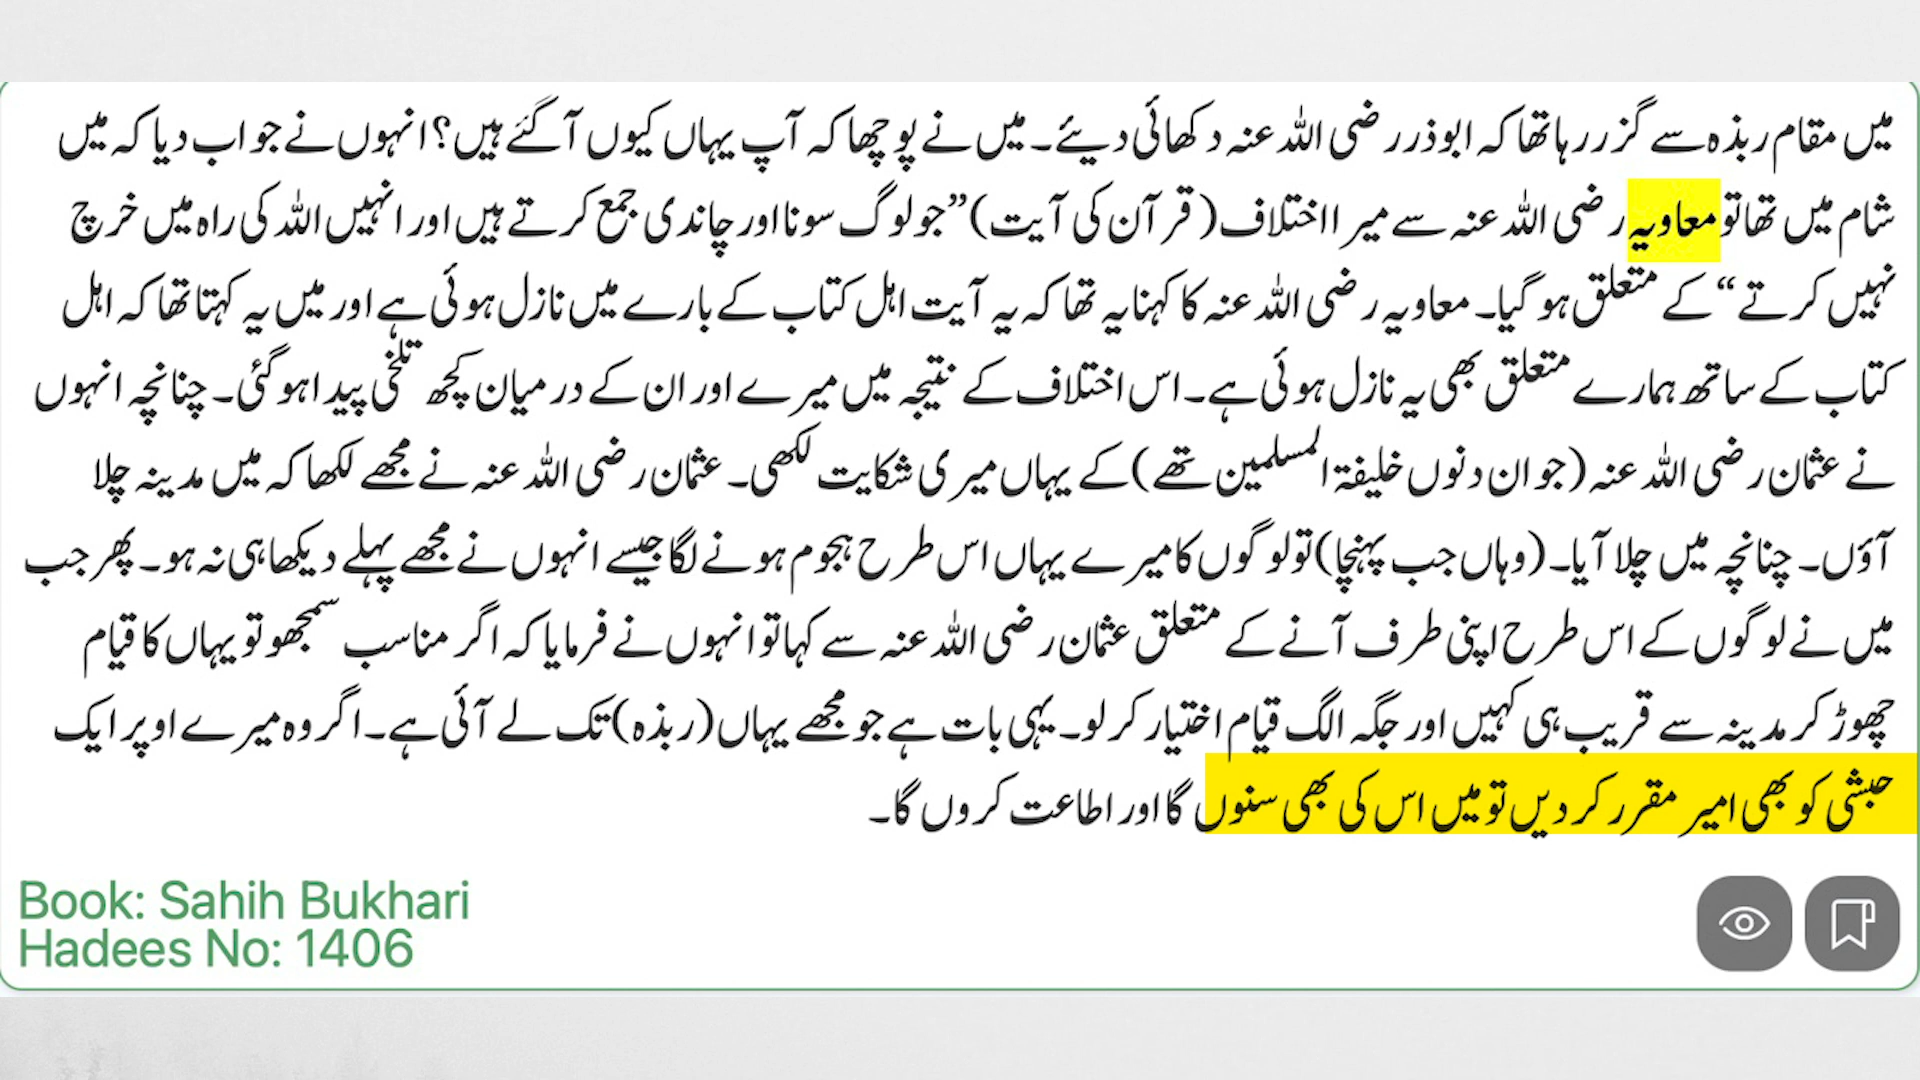 میں مقام ربذہ سے گزر رہا تھا کہ ابوذر رضی اللہ عنہ دکھائی دیئے۔ میں نے پوچھا کہ آپ یہاں کیوں آ گئے ہیں؟ انہوں نے جواب دیا کہ میں
شام میں تھا تو معاویہ رضی اللہ عنہ سے میرا اختلاف ( قرآن کی آیت ) ”جو لوگ سونا اور چاندی جمع کرتے ہیں اور انہیں اللہ کی راہ میں خرچ
نہیں کرتے“ کے متعلق ہو گیا۔ معاویہ رضی اللہ عنہ کا کہنا یہ تھا کہ یہ آیت اہل کتاب کے بارے میں نازل ہوئی ہے اور میں یہ کہتا تھا کہ اہل
کتاب کے ساتھ ہمارے متعلق بھی یہ نازل ہوئی ہے۔ اس اختلاف کے نتیجہ میں میرے اور ان کے درمیان کچھ تلخی پیدا ہو گئی۔ چنانچہ انہوں
نے عثمان رضی اللہ عنہ ( جو ان دنوں خلیفۃ المسلمین تھے ) کے یہاں میری شکایت لکھی۔ عثمان رضی اللہ عنہ نے مجھے لکھا کہ میں مدینہ چلا
آؤں۔ چنانچہ میں چلا آیا۔ ( وہاں جب پہنچا ) تو لوگوں کا میرے یہاں اس طرح ہجوم ہونے لگا جیسے انہوں نے مجھے پہلے دیکھا ہی نہ ہو۔ پھر جب
میں نے لوگوں کے اس طرح اپنی طرف آنے کے متعلق عثمان رضی اللہ عنہ سے کہا تو انہوں نے فرمایا کہ اگر مناسب سمجھو تو یہاں کا قیام
چھوڑ کر مدینہ سے قریب ہی کہیں اور جگہ الگ قیام اختیار کر لو۔ یہی بات ہے جو مجھے یہاں ( ربذہ ) تک لے آئی ہے۔ اگر وہ میرے اوپر ایک
حبشی کو بھی امیر مقرر کر دیں تو میں اس کی بھی سنوں گا اور اطاعت کروں گا۔
Book: Sahih Bukhari
Hadees No: 1406